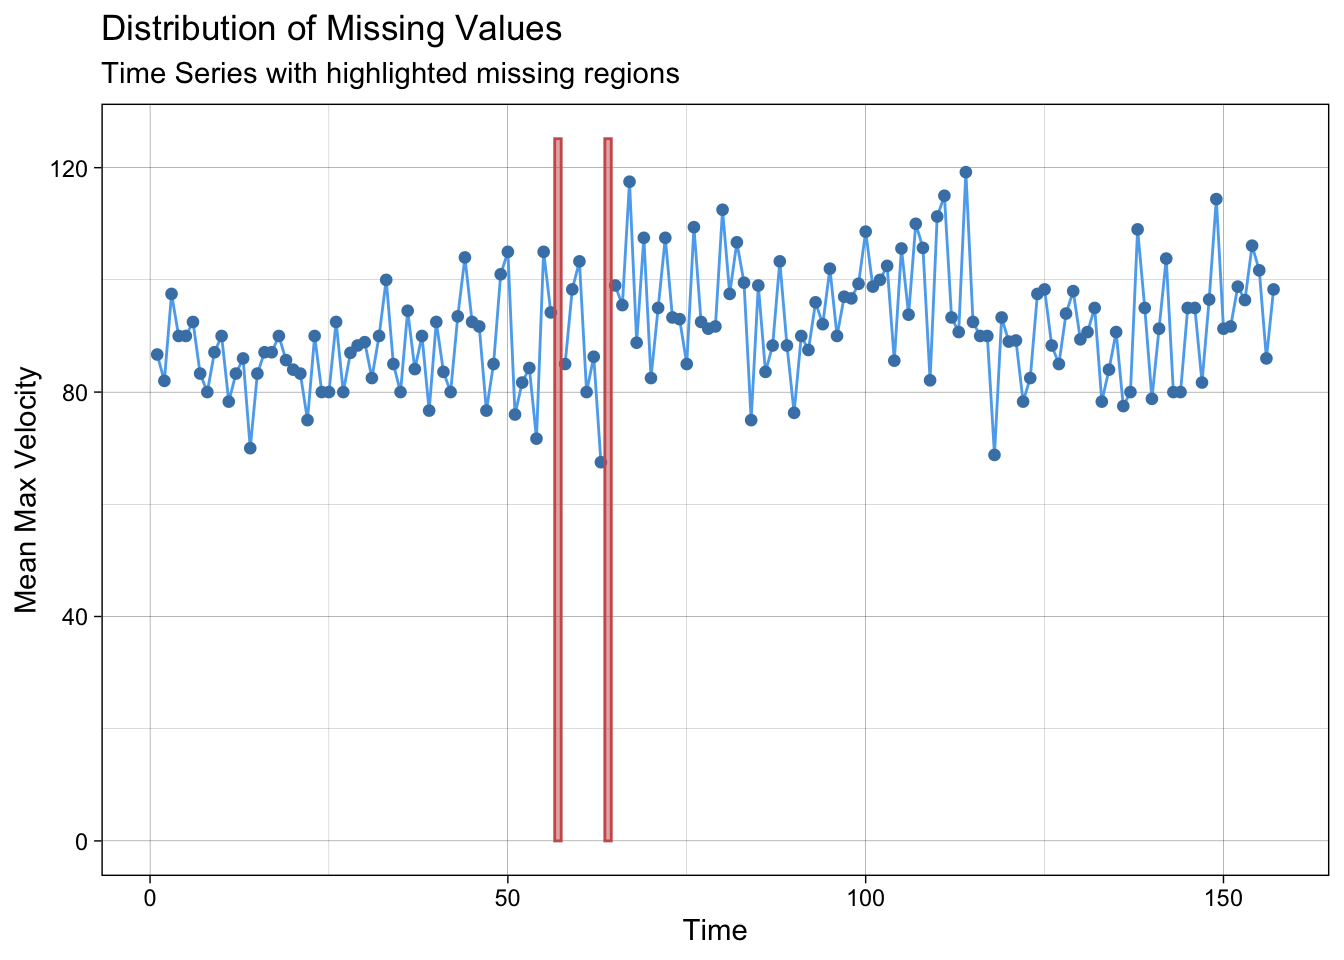 Distribution of Missing Values
Time Series with highlighted missing regions
Mean Max Velocity
120
80
40
0
0 50 100 150
Time